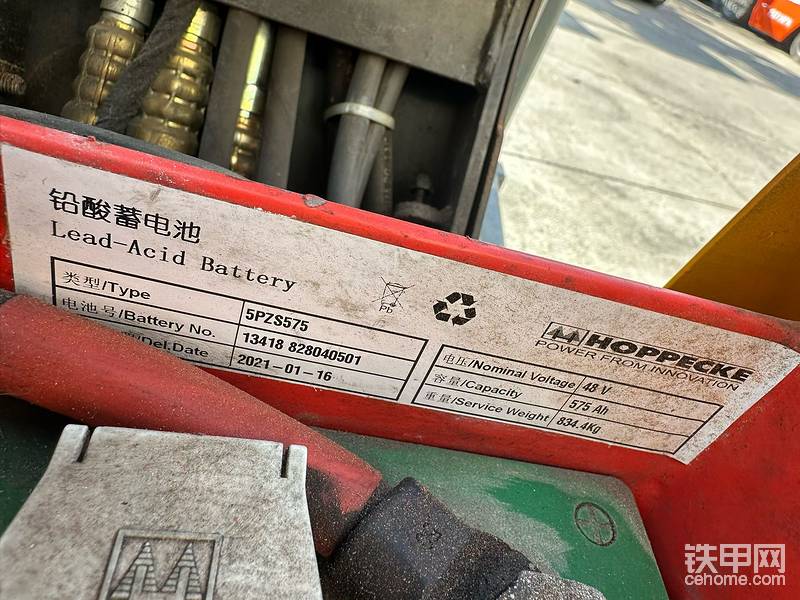 铅酸蓄电池
Lead-Acid Battery
类型/Type 5PZS575
电池号/Battery No. 13418 828040501
/Del.Date 2021-01-16
Pb
HOPPECKE
POWER FROM INNOVATION
电压/Nominal Voltage 48 V
容量/Capacity 575 Ah
重量/Service Weight 834.4Kg
铁甲网
cehome.com